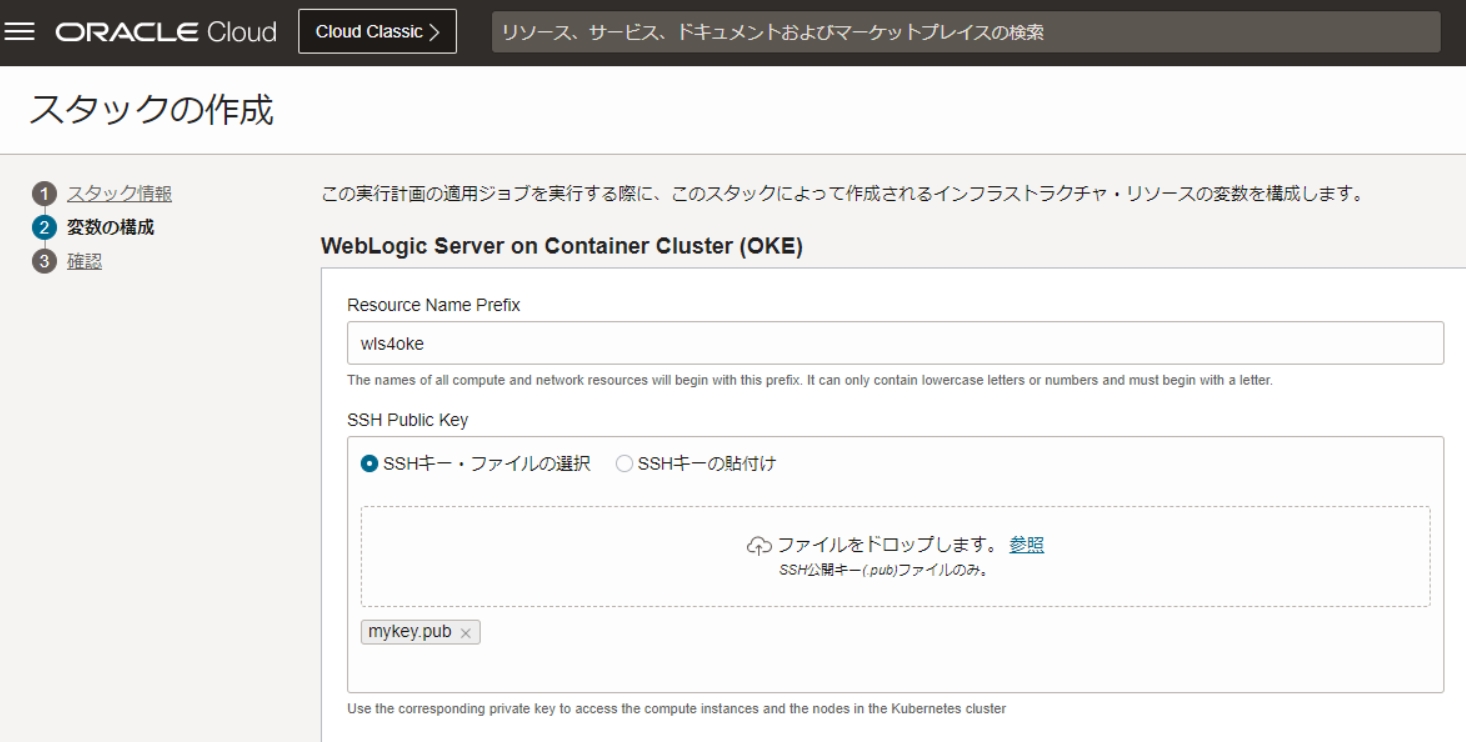 ORACLE Cloud
Cloud Classic >
リソース、サービス、ドキュメントおよびマーケットプレイスの検索
スタックの作成
1 スタック情報
2 変数の構成
3 確認
この実行計画の適用ジョブを実行する際に、このスタックによって作成されるインフラストラクチャ・リソースの変数を構成します。
WebLogic Server on Container Cluster (OKE)
Resource Name Prefix
wls4oke
The names of all compute and network resources will begin with this prefix. It can only contain lowercase letters or numbers and must begin with a letter.
SSH Public Key
SSHキー・ファイルの選択 SSHキーの貼付け
ファイルをドロップします。 参照
SSH公開キー(.pub)ファイルのみ。
mykey.pub ×
Use the corresponding private key to access the compute instances and the nodes in the Kubernetes cluster